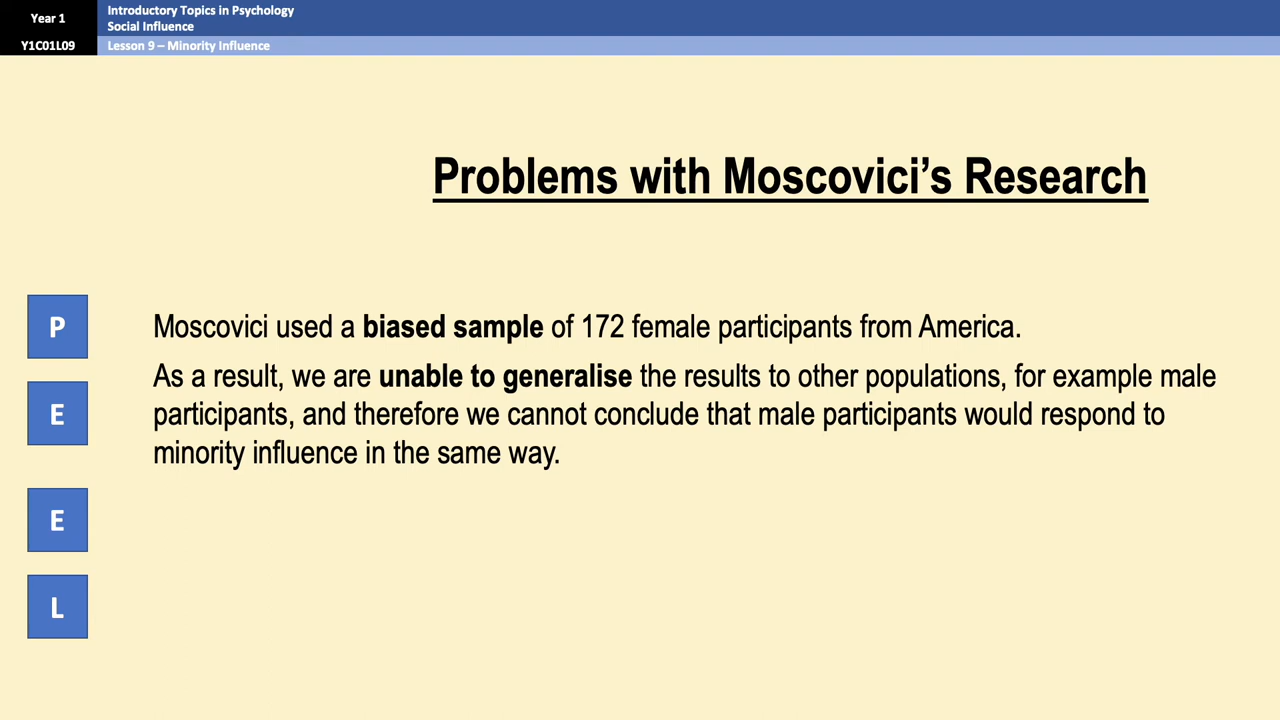 Year 1
Y1C01L09
Introductory Topics in Psychology
Social Influence
Lesson 9 – Minority Influence
Problems with Moscovici’s Research
P
Moscovici used a biased sample of 172 female participants from America.
E
As a result, we are unable to generalise the results to other populations, for example male
participants, and therefore we cannot conclude that male participants would respond to
minority influence in the same way.
E
L